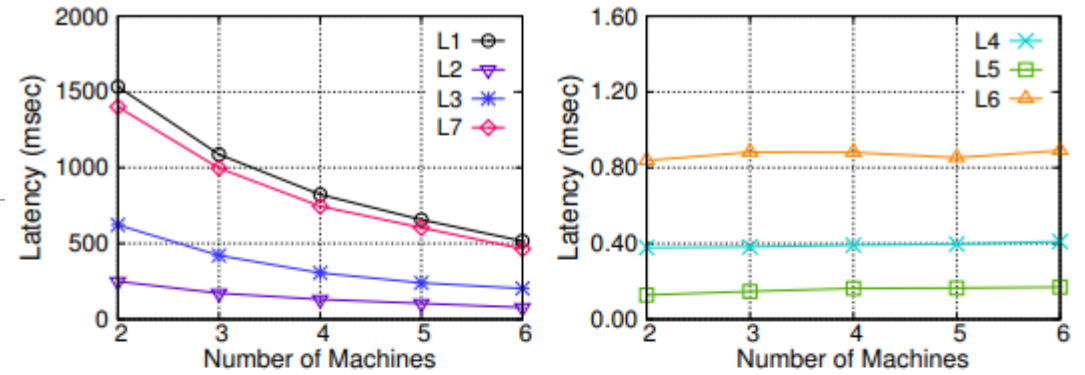 2000
1500
1000
500
0
Latency (msec)
L1
L2
L3
L7
2 3 4 5 6
Number of Machines
1.60
1.20
0.80
0.40
0.00
Latency (msec)
L4
L5
L6
2 3 4 5 6
Number of Machines